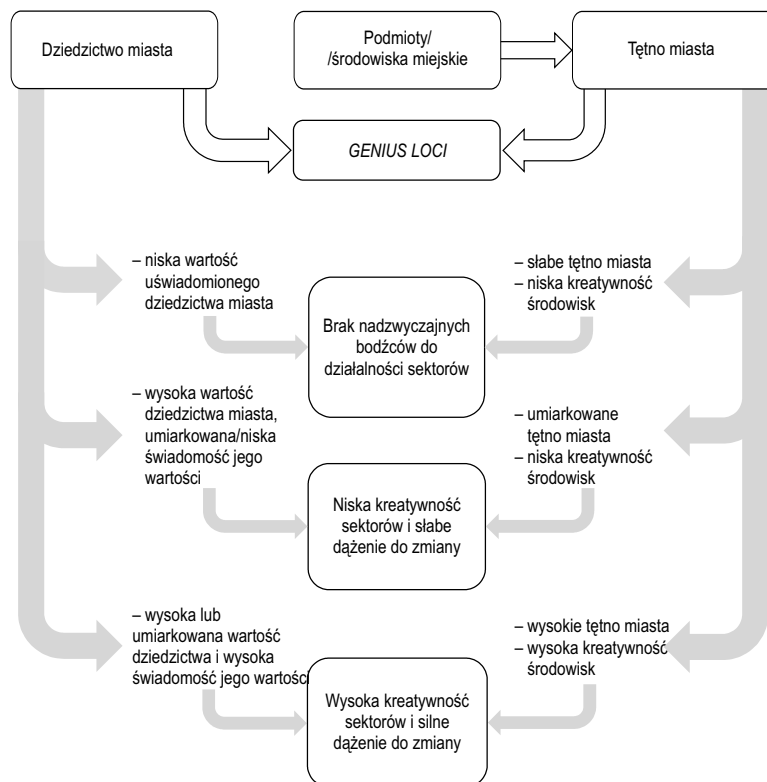 Dziedzictwo miasta
Podmioty/
/środowiska miejskie
Tętno miasta
GENIUS LOCI
– niska wartość
uświadomionego
dziedzictwa miasta
– słabe tętno miasta
– niska kreatywność
środowisk
Brak nadzwyczajnych
bodźców do
działalności sektorów
– wysoka wartość
dziedzictwa miasta,
umiarkowana/niska
świadomość jego
wartości
– umiarkowane
tętno miasta
– niska kreatywność
środowisk
Niska kreatywność
sektorów i słabe
dążenie do zmiany
– wysoka lub
umiarkowana wartość
dziedzictwa i wysoka
świadomość jego wartości
– wysokie tętno miasta
– wysoka kreatywność
środowisk
Wysoka kreatywność
sektorów i silne
dążenie do zmiany